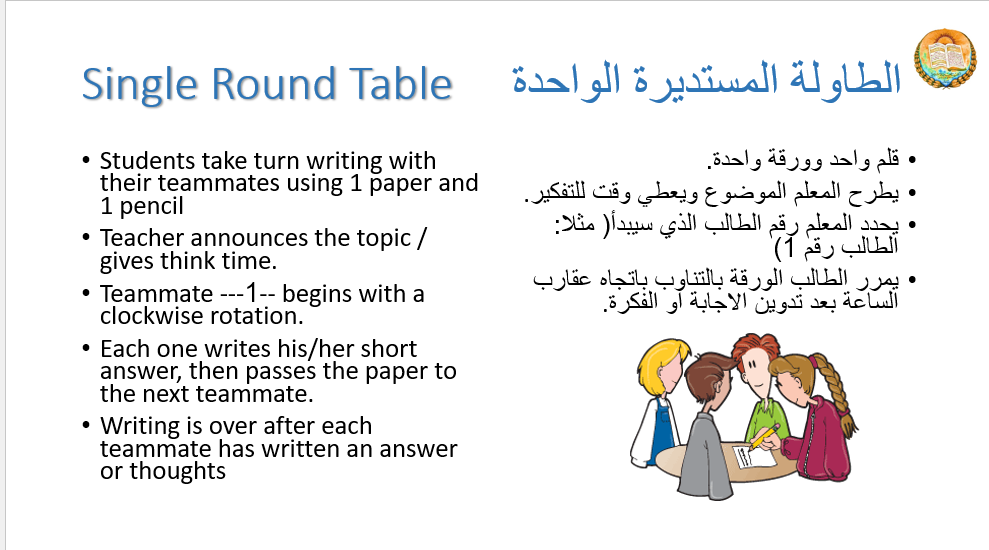 Single Round Table
• Students take turn writing with
their teammates using 1 paper and
1 pencil
• Teacher announces the topic /
gives think time.
• Teammate ---1-- begins with a
clockwise rotation.
• Each one writes his/her short
answer, then passes the paper to
the next teammate.
• Writing is over after each
teammate has written an answer
or thoughts
الطاولة المستديرة الواحدة
• قلم واحد وورقة واحدة.
• يطرح المعلم الموضوع ويعطي وقت للتفكير.
• يحدد المعلم رقم الطالب الذي سيبدأ( مثلا:
الطالب رقم 1)
• يمرر الطالب الورقة بالتناوب باتجاه عقارب
الساعة بعد تدوين الاجابة او الفكرة.